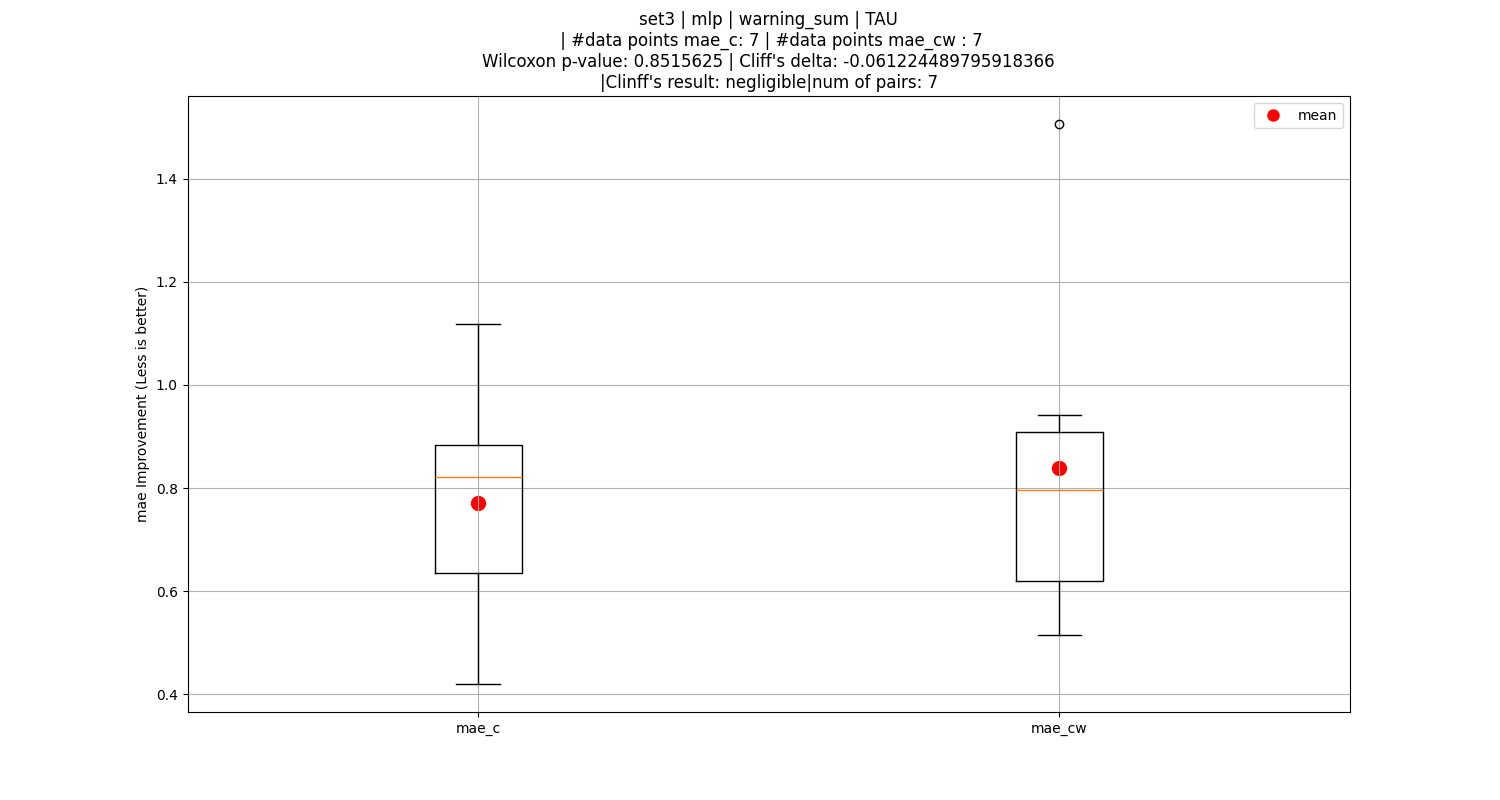 set3 | mlp | warning_sum | TAU
| #data points mae_c: 7 | #data points mae_cw : 7
Wilcoxon p-value: 0.8515625 | Cliff's delta: -0.061224489795918366
|Clinff's result: negligible|num of pairs: 7
mean
mae Improvement (Less is better)
1.4
1.2
1.0
0.8
0.6
0.4
mae_c
mae_cw